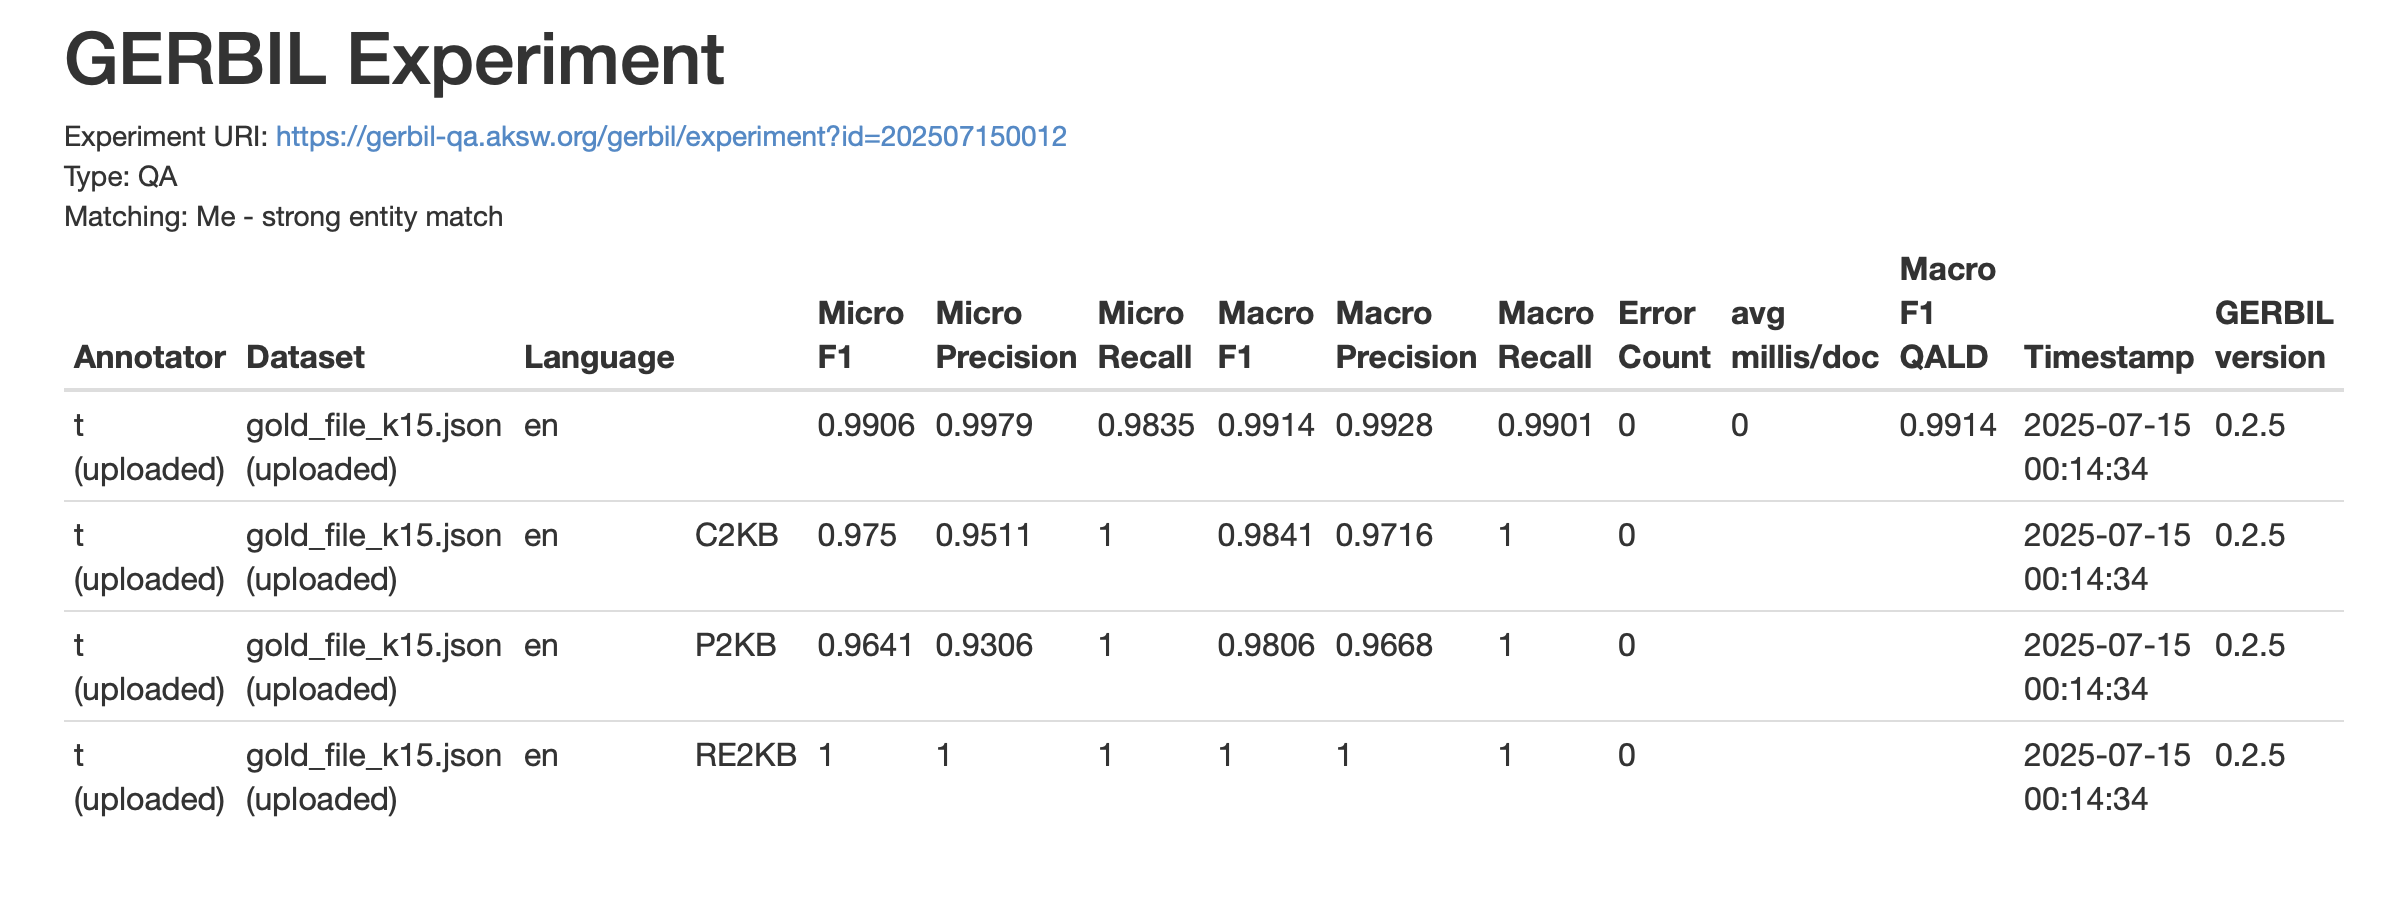 GERBIL Experiment
Experiment URI: https://gerbil-qa.aksw.org/gerbil/experiment?id=202507150012
Type: QA
Matching: Me - strong entity match
Annotator Dataset Language Micro F1 Micro Precision Micro Recall Macro F1 Macro Precision Macro Recall Error Count avg millis/doc Macro F1 QALD Timestamp GERBIL version
t (uploaded) gold_file_k15.json (uploaded) en 0.9906 0.9979 0.9835 0.9914 0.9928 0.9901 0 0 0.9914 2025-07-15 00:14:34 0.2.5
t (uploaded) gold_file_k15.json (uploaded) en C2KB 0.975 0.9511 1 0.9841 0.9716 1 0 2025-07-15 00:14:34 0.2.5
t (uploaded) gold_file_k15.json (uploaded) en P2KB 0.9641 0.9306 1 0.9806 0.9668 1 0 2025-07-15 00:14:34 0.2.5
t (uploaded) gold_file_k15.json (uploaded) en RE2KB 1 1 1 1 1 1 0 2025-07-15 00:14:34 0.2.5